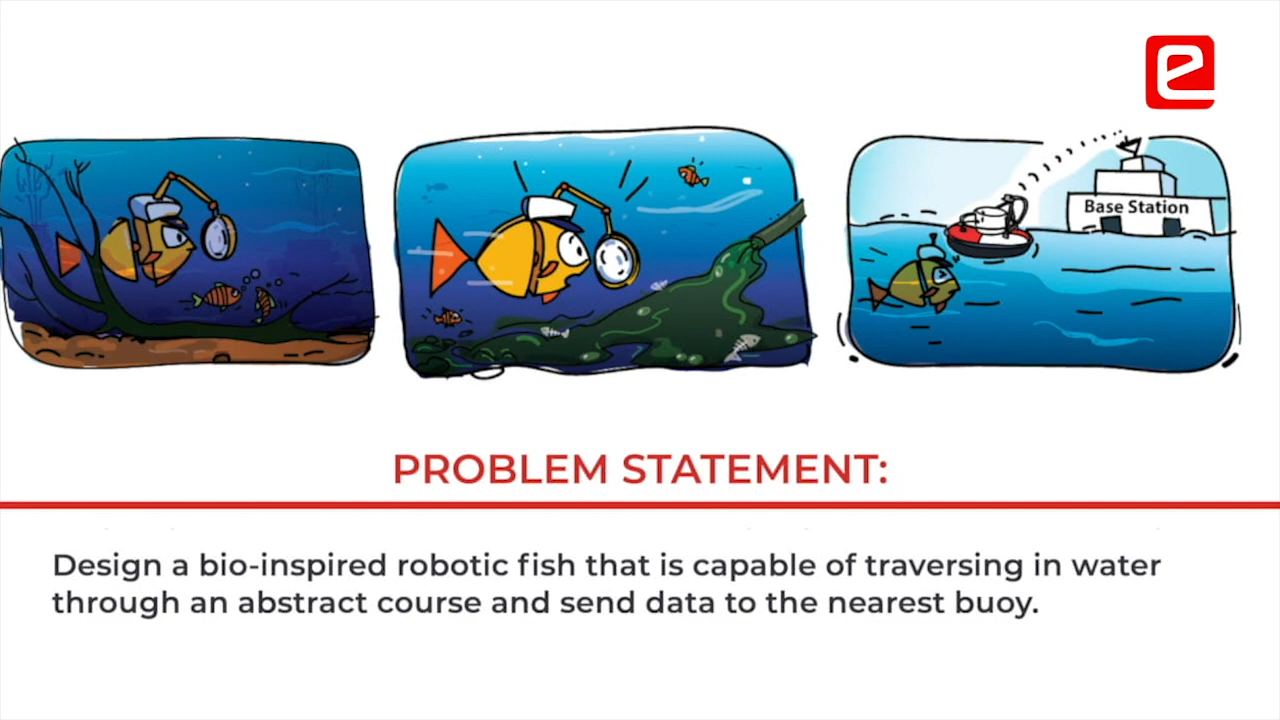 Base Station
PROBLEM STATEMENT:
Design a bio-inspired robotic fish that is capable of traversing in water
through an abstract course and send data to the nearest buoy.